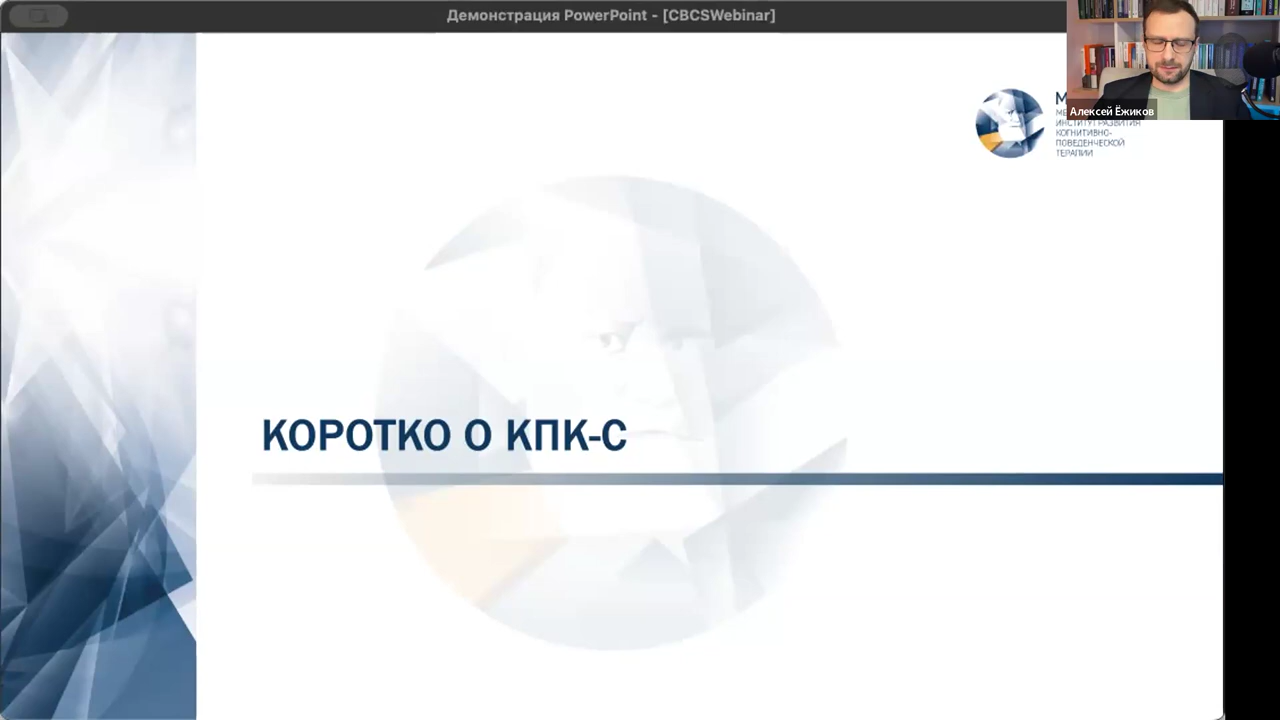 Демонстрация PowerPoint - [CBCSWebinar]
Алексей Ёжиков
ИНСТИТУТ РАЗВИТИЯ
КОГНИТИВНО-
ПОВЕДЕНЧЕСКОЙ
ТЕРАПИИ
КОРОТКО О КПК-С